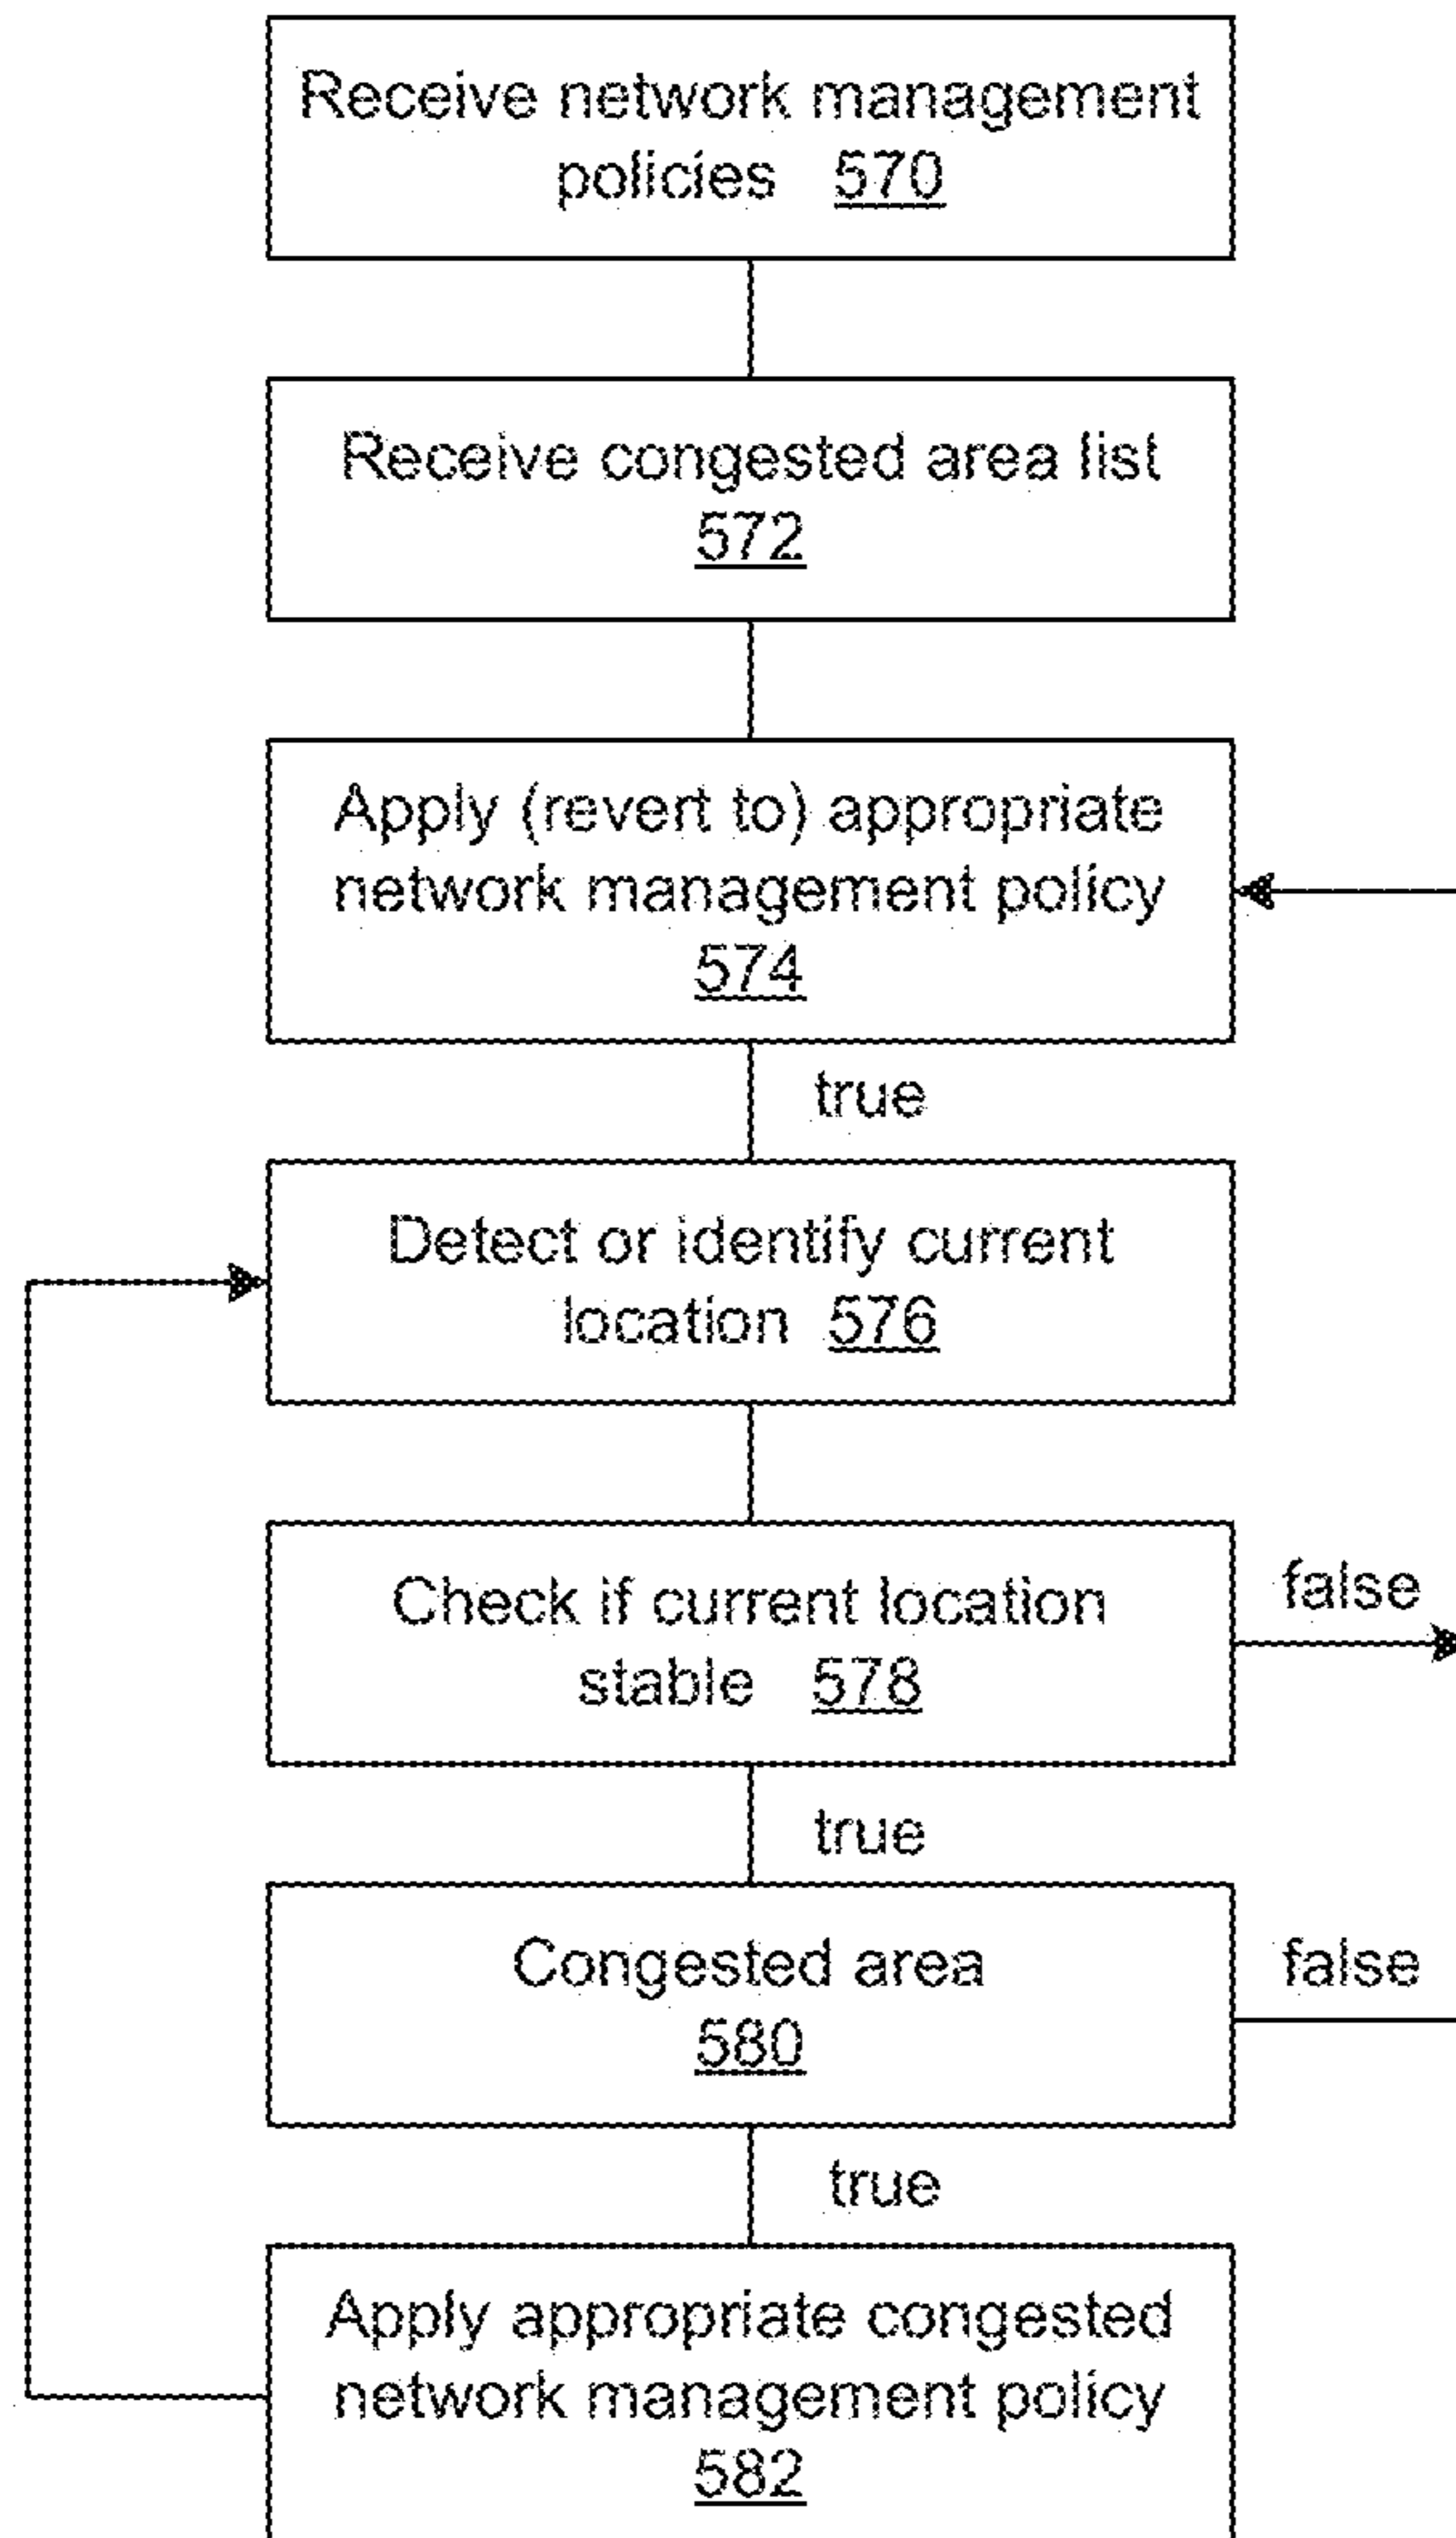 Receive network management
policies 570
Receive congested area list
572
Apply (revert to) appropriate
network management policy
574
true
Detect or identify current
location 576
Check if current location
stable 578
false
true
Congested area
580
false
true
Apply appropriate congested
network management policy
582